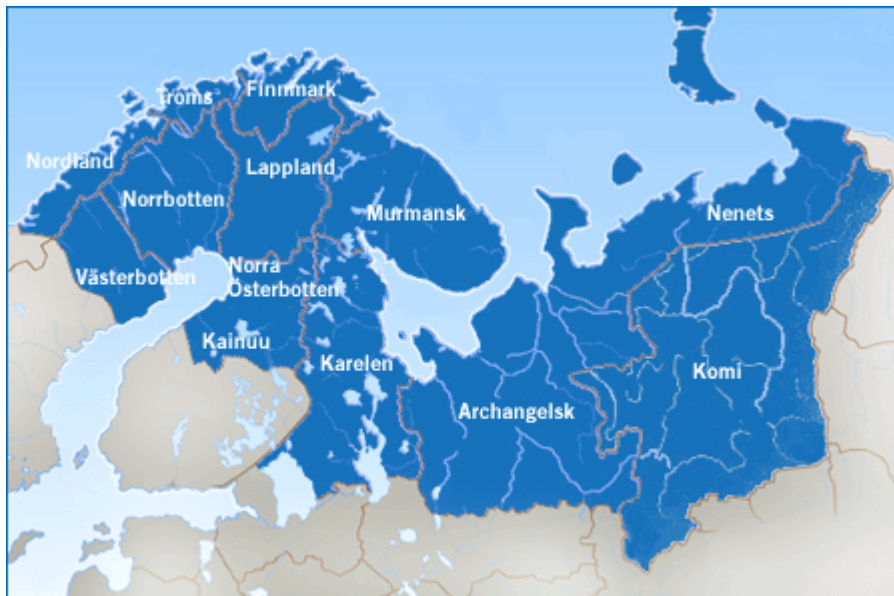 Finnmark
Troms
Nordland
Lappland
Norrbotten
Murmansk
Nenets
Västerbotten
Norra
Österbotten
Kainuu
Karelen
Komi
Archangelsk